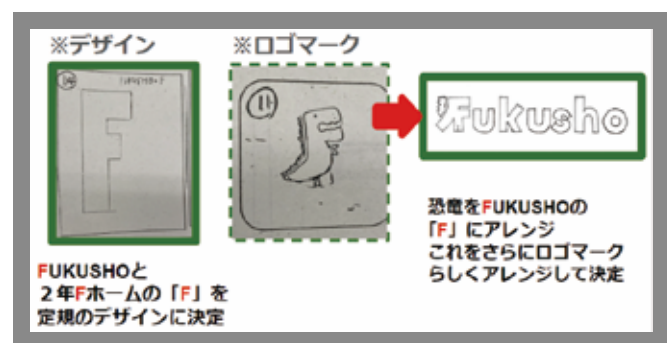 ※デザイン
※ロゴマーク
Fukusho
恐竜をFUKUSHOの
「F」にアレンジ
これをさらにロゴマーク
らしくアレンジして決定
FUKUSHOと
2年Fホームの「F」を
定規のデザインに決定